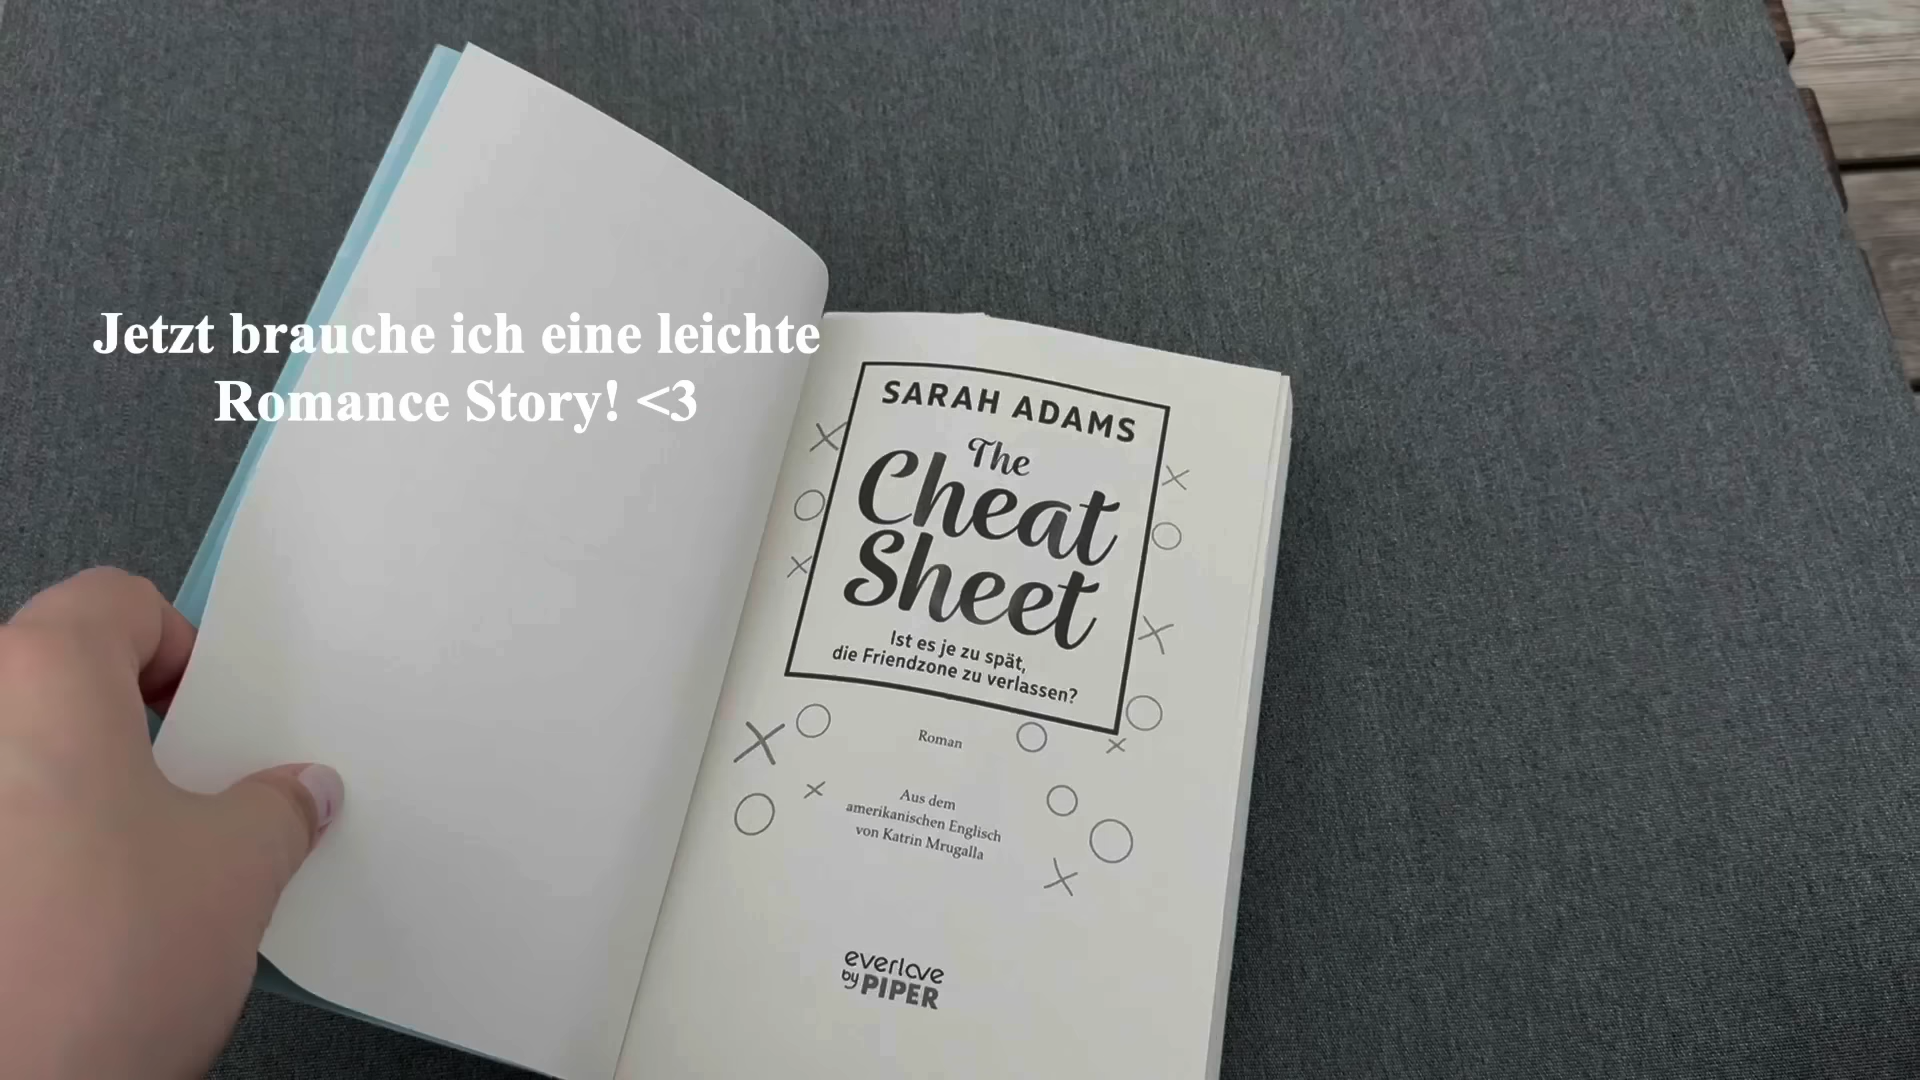 Jetzt brauche ich eine leichte
Romance Story! <3
SARAH ADAMS
The
Cheat
Sheet
Ist es je zu spät,
die Friendzone zu verlassen?
Roman
Aus dem
amerikanischen Englisch
von Katrin Mrugalla
everlove
by PIPER